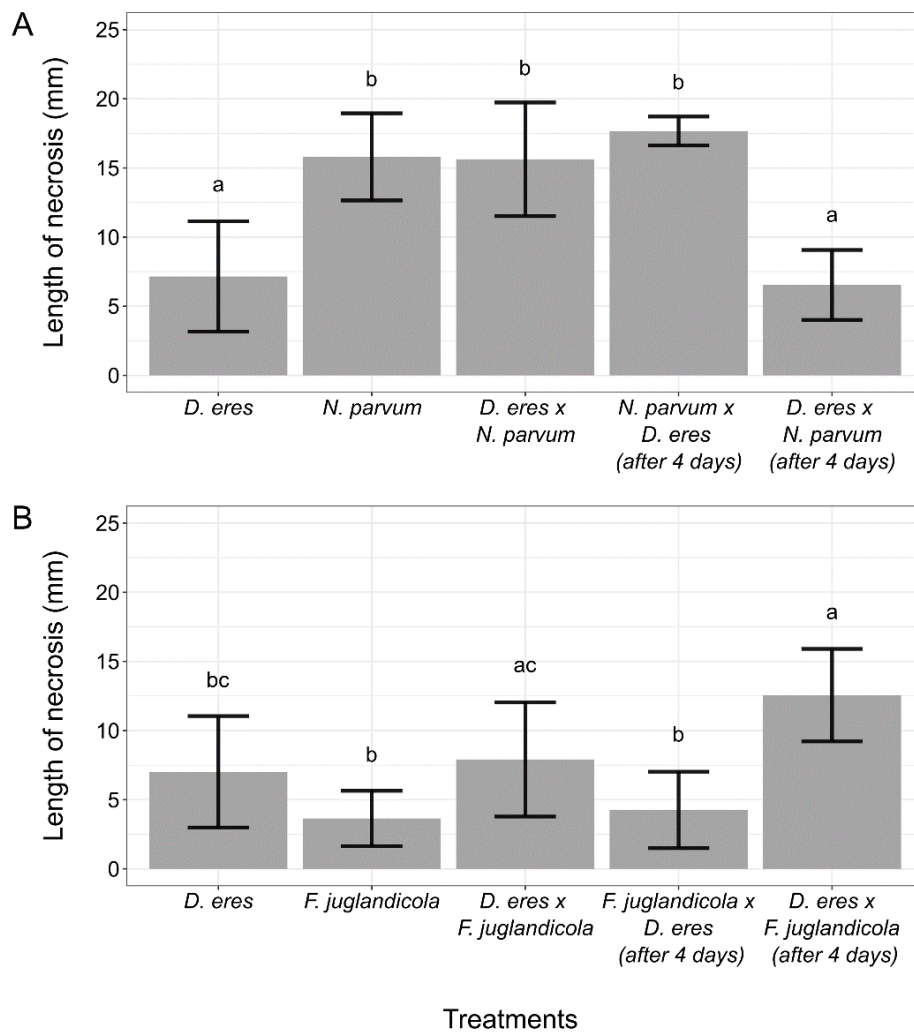 A
Length of necrosis (mm)
25
20
15
10
5
0
a
b
b
b
a
D. eres
N. parvum
D. eres x
N. parvum
N. parvum x
D. eres
(after 4 days)
D. eres x
N. parvum
(after 4 days)
B
Length of necrosis (mm)
25
20
15
10
5
0
bc
b
ac
b
a
D. eres
F. juglandicola
D. eres x
F. juglandicola
F. juglandicola x
D. eres
(after 4 days)
D. eres x
F. juglandicola
(after 4 days)
Treatments